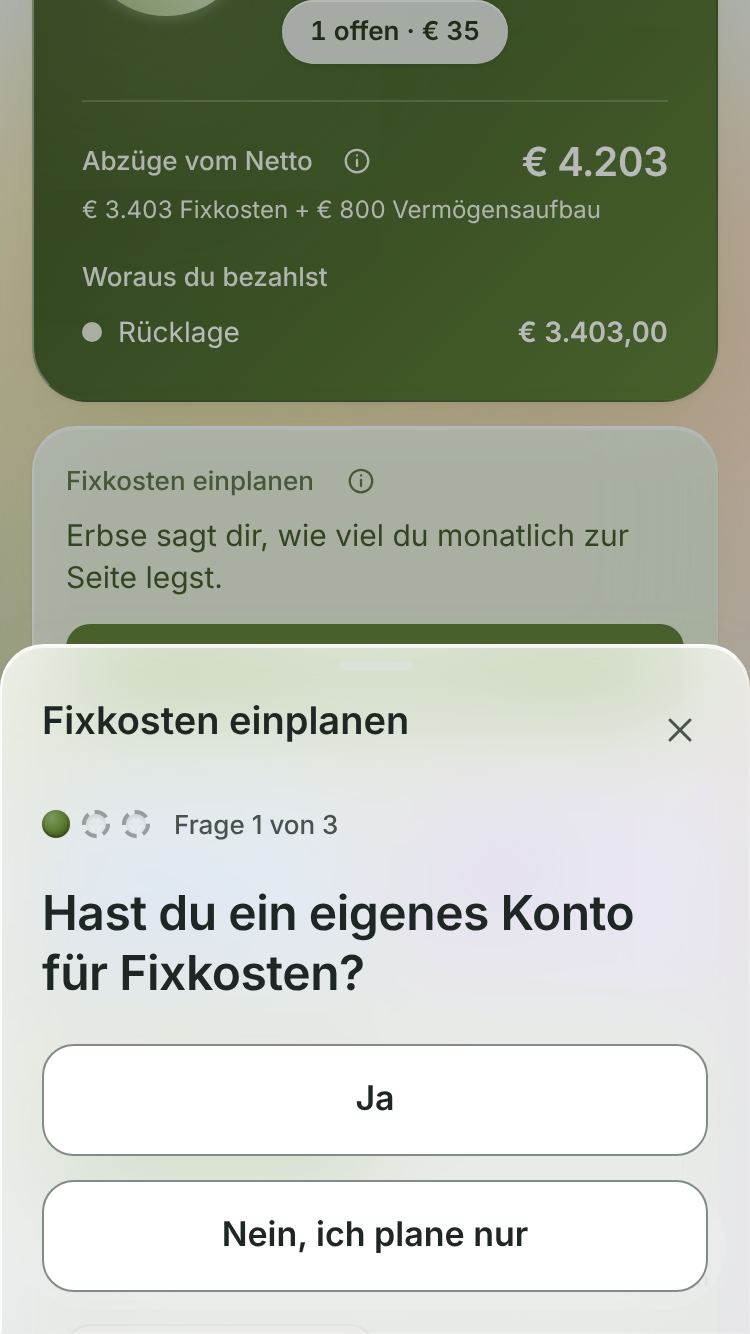 1 offen · € 35
Abzüge vom Netto
€ 4.203
€ 3.403 Fixkosten + € 800 Vermögensaufbau
Woraus du bezahlst
Rücklage
€ 3.403,00
Fixkosten einplanen
Erbse sagt dir, wie viel du monatlich zur
Seite legst.
Fixkosten einplanen
Frage 1 von 3
Hast du ein eigenes Konto
für Fixkosten?
Ja
Nein, ich plane nur